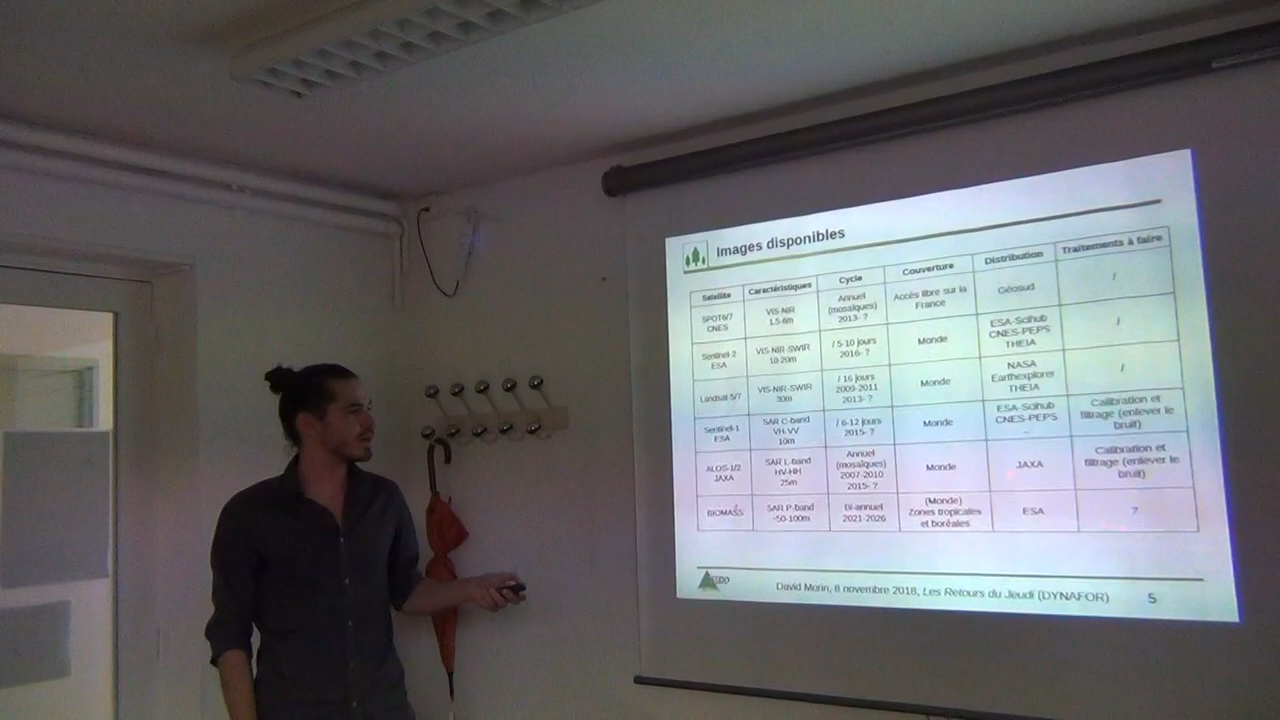 Images disponibles
Satellite
Caractéristiques
Cycle
Couverture
Distribution
Traitements à faire
SPOT6/7
CNES
VIS-NIR
1.5-6m
Annuel
(mosaïques)
2013- ?
Accès libre sur la
France
Géosud
/
Sentinel-2
ESA
VIS-NIR-SWIR
10-20m
/ 5-10 jours
2016- ?
Monde
ESA-Scihub
CNES-PEPS
THEIA
/
Landsat-5/7
VIS-NIR-SWIR
30m
/ 16 jours
2009-2011
2013- ?
Monde
NASA
Earthexplorer
THEIA
/
Sentinel-1
ESA
SAR C-band
VH-VV
10m
/ 6-12 jours
2015- ?
Monde
ESA-Scihub
CNES-PEPS
...
Calibration et
filtrage (enlever le
bruit)
ALOS-1/2
JAXA
SAR L-band
HV-HH
25m
Annuel
(mosaïques)
2007-2010
2015- ?
Monde
JAXA
Calibration et
filtrage (enlever le
bruit)
BIOMASS
SAR P-band
~50-100m
Bi-annuel
2021-2026
(Monde)
Zones tropicales
et boréales
ESA
?
David Morin, 8 novembre 2018, Les Retours du Jeudi (DYNAFOR)
5